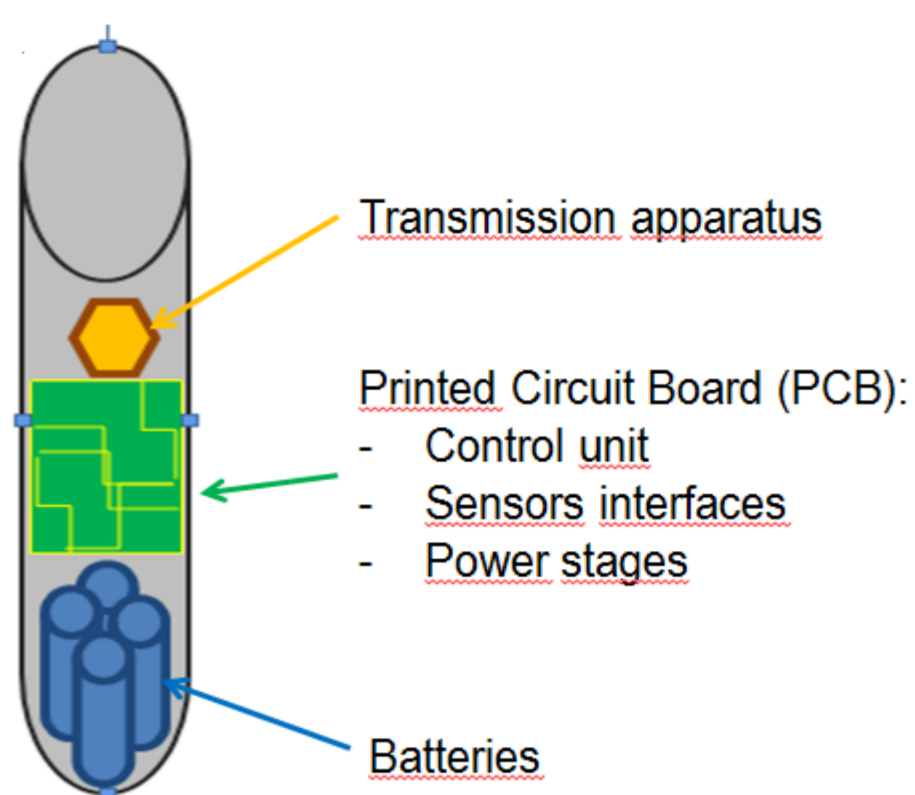 Transmission apparatus
Printed Circuit Board (PCB):
- Control unit
- Sensors interfaces
- Power stages
Batteries